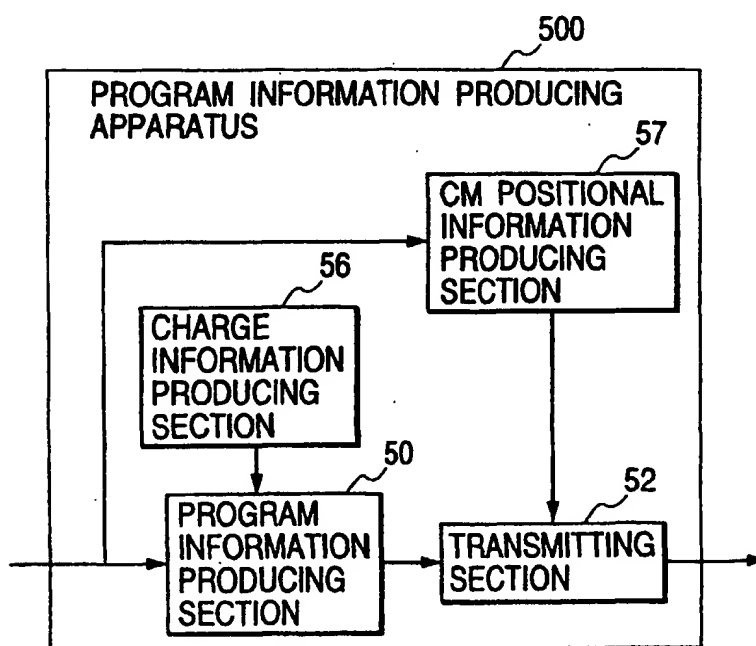 500
PROGRAM INFORMATION PRODUCING
APPARATUS
57
CM POSITIONAL
INFORMATION
PRODUCING
SECTION
56
CHARGE
INFORMATION
PRODUCING
SECTION
50
PROGRAM
INFORMATION
PRODUCING
SECTION
52
TRANSMITTING
SECTION